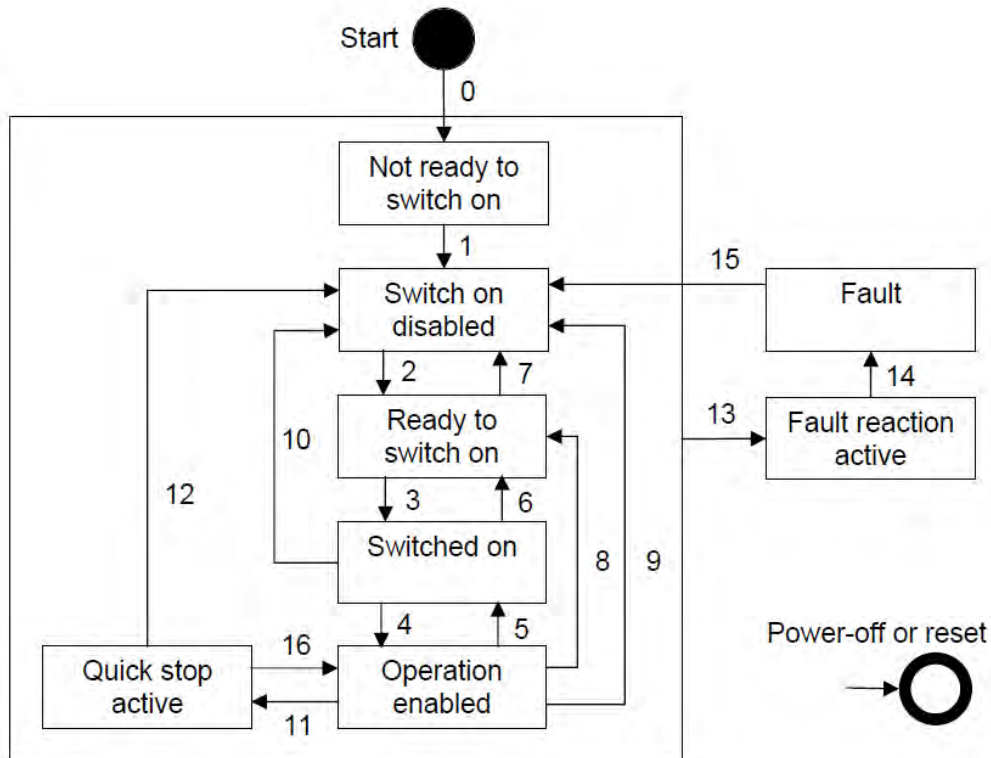 Start
0
Not ready to
switch on
1
15
Switch on
disabled
Fault
2
7
14
Ready to
switch on
13
Fault reaction
active
10
12
3
6
Switched on
8
9
4
5
Power-off or reset
16
Quick stop
active
Operation
enabled
11